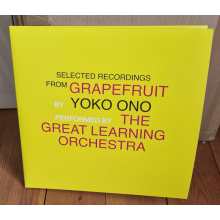 SELECTED RECORDINGS
FROM GRAPEFRUIT
BY YOKO ONO
PERFORMED BY THE
GREAT LEARNING
ORCHESTRA